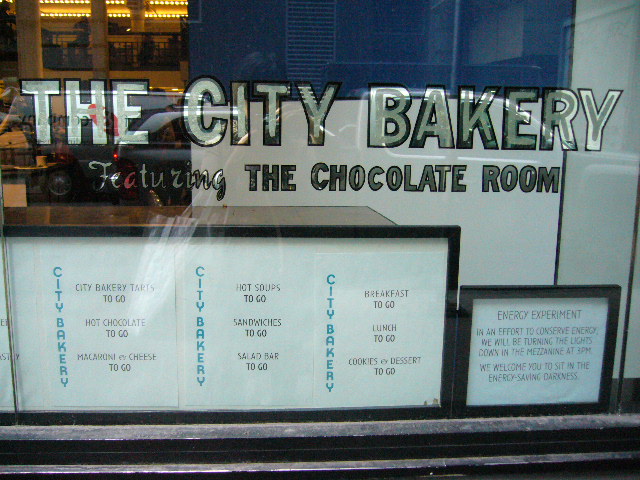 THE CITY BAKERY
Featuring THE CHOCOLATE ROOM
CITY BAKERY
CITY BAKERY TARTS
TO GO
HOT CHOCOLATE
TO GO
MACARONI & CHEESE
TO GO
CITY BAKERY
HOT SOUPS
TO GO
SANDWICHES
TO GO
SALAD BAR
TO GO
CITY BAKERY
BREAKFAST
TO GO
LUNCH
TO GO
COOKIES & DESSERT
TO GO
ENERGY EXPERIMENT
IN AN EFFORT TO CONSERVE ENERGY,
WE WILL BE TURNING THE LIGHTS
DOWN IN THE MEZZANINE AT 3PM.
WE WELCOME YOU TO SIT IN THE
ENERGY-SAVING DARKNESS.